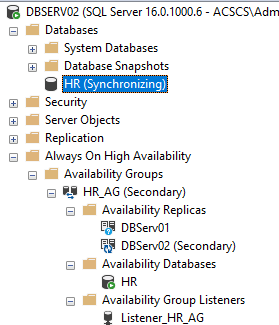 DBSERV02 (SQL Server 16.0.1000.6 - ACSCS\Adm
Databases
System Databases
Database Snapshots
HR (Synchronizing)
Security
Server Objects
Replication
Always On High Availability
Availability Groups
HR_AG (Secondary)
Availability Replicas
DBServ01
DBServ02 (Secondary)
Availability Databases
HR
Availability Group Listeners
Listener_HR_AG